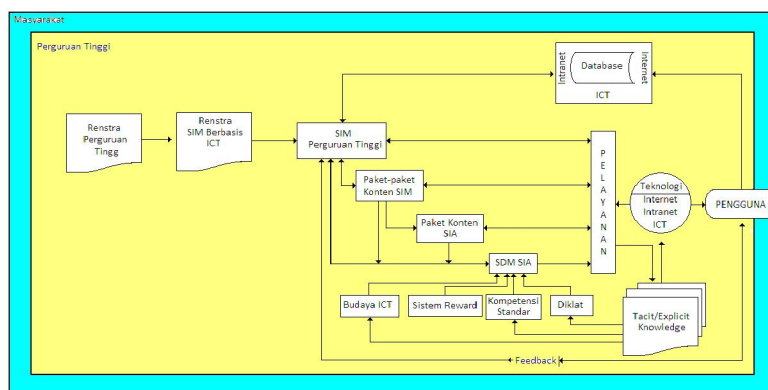 Masyarakat
Perguruan Tinggi
Intranet
Database
Internet
ICT
Renstra
Perguruan
Tingg
Renstra
SIM Berbasis
ICT
SIM
Perguruan Tinggi
Paket-paket
Konten SIM
Paket Konten
SIA
SDM SIA
PELAYANAN
Teknologi
Internet
Intranet
ICT
PENGGUNA
Budaya ICT
Sistem Reward
Kompetensi
Standar
Diklat
Tacit/Explicit
Knowledge
Feedback